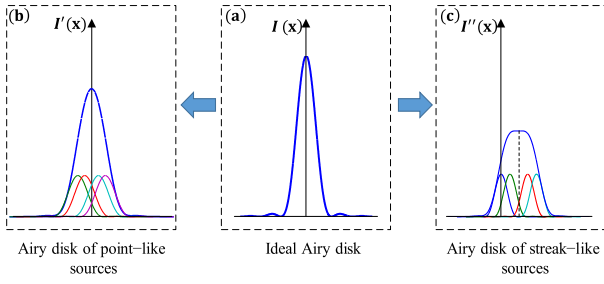 (b)
I′(x)
Airy disk of point−like
sources
(a)
I (x)
Ideal Airy disk
(c)
I′′(x)
Airy disk of streak−like
sources